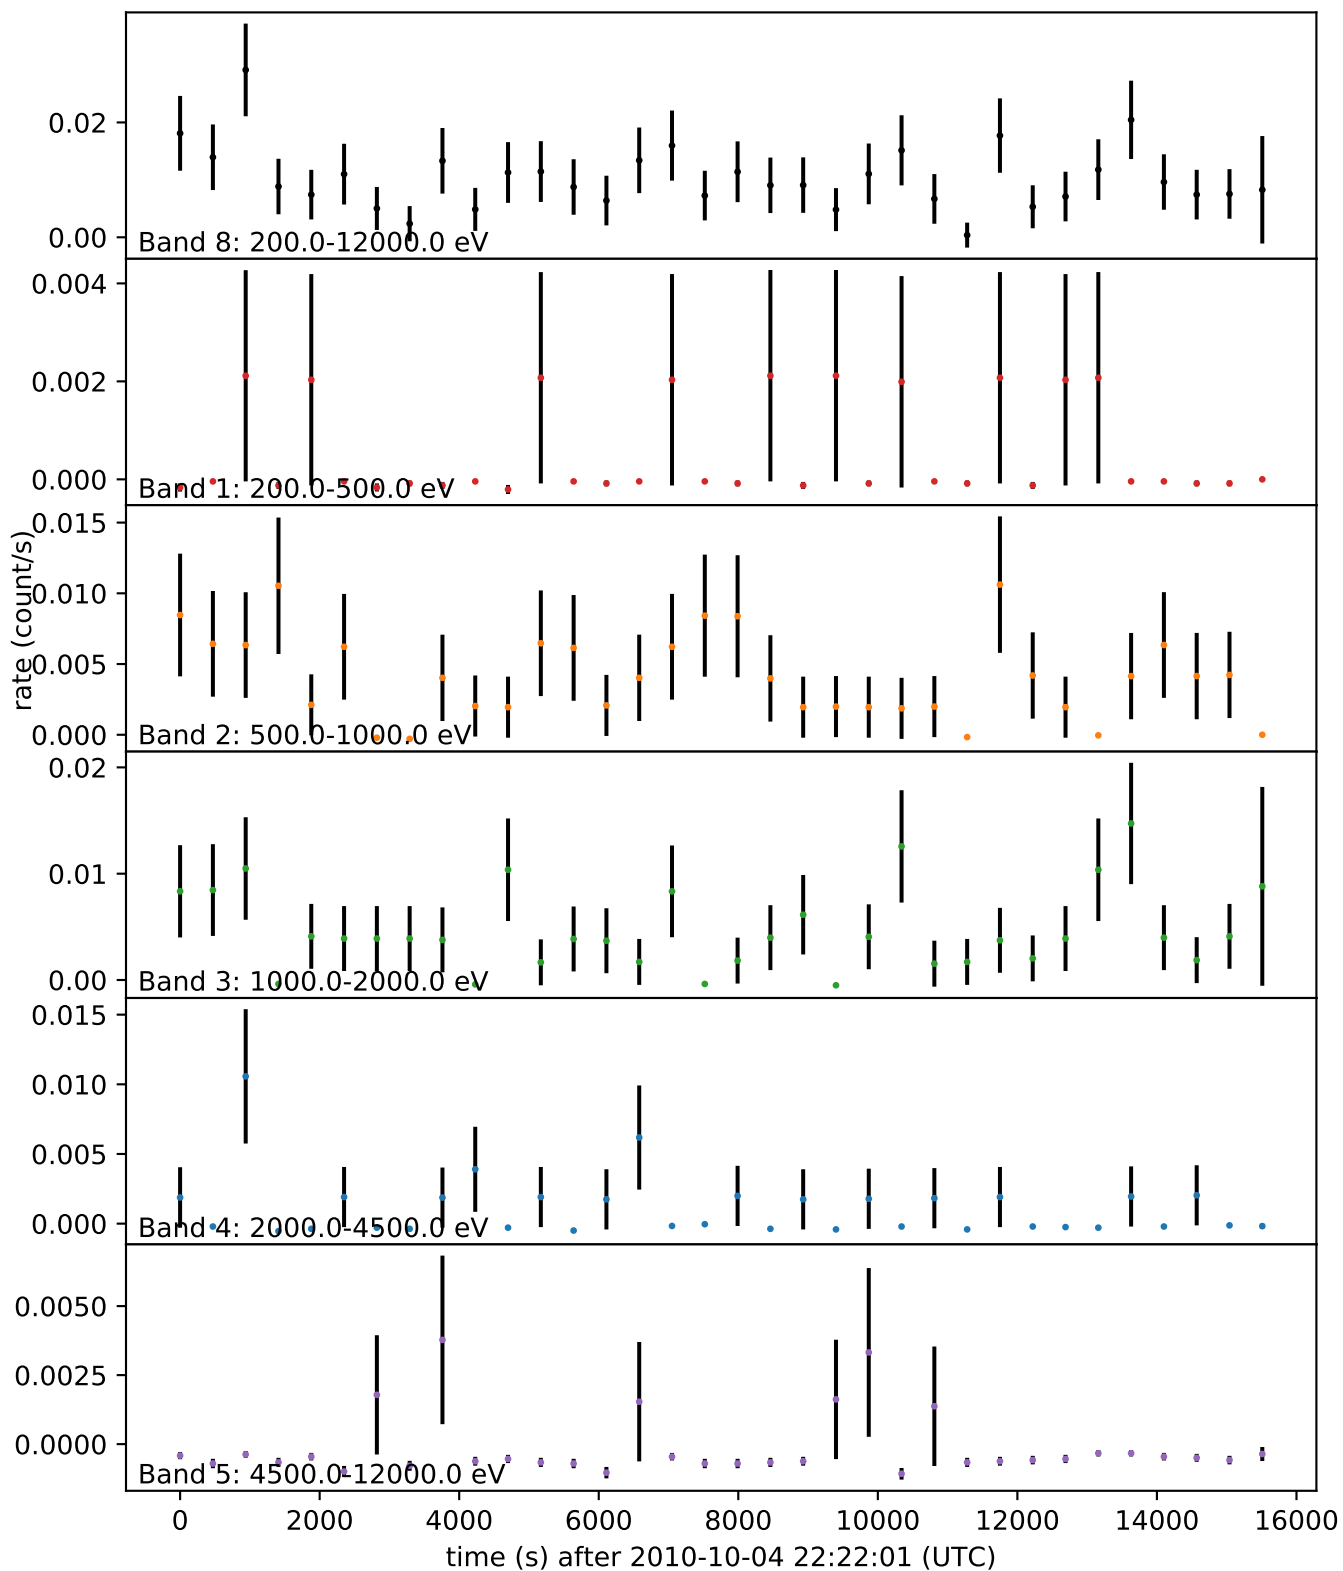 0.02
0.00
Band 8: 200.0-12000.0 eV
0.004
0.002
0.000
Band 1: 200.0-500.0 eV
rate (count/s)
0.015
0.010
0.005
0.000
Band 2: 500.0-1000.0 eV
0.02
0.01
0.00
Band 3: 1000.0-2000.0 eV
0.015
0.010
0.005
0.000
Band 4: 2000.0-4500.0 eV
0.0050
0.0025
0.0000
Band 5: 4500.0-12000.0 eV
0 2000 4000 6000 8000 10000 12000 14000 16000
time (s) after 2010-10-04 22:22:01 (UTC)